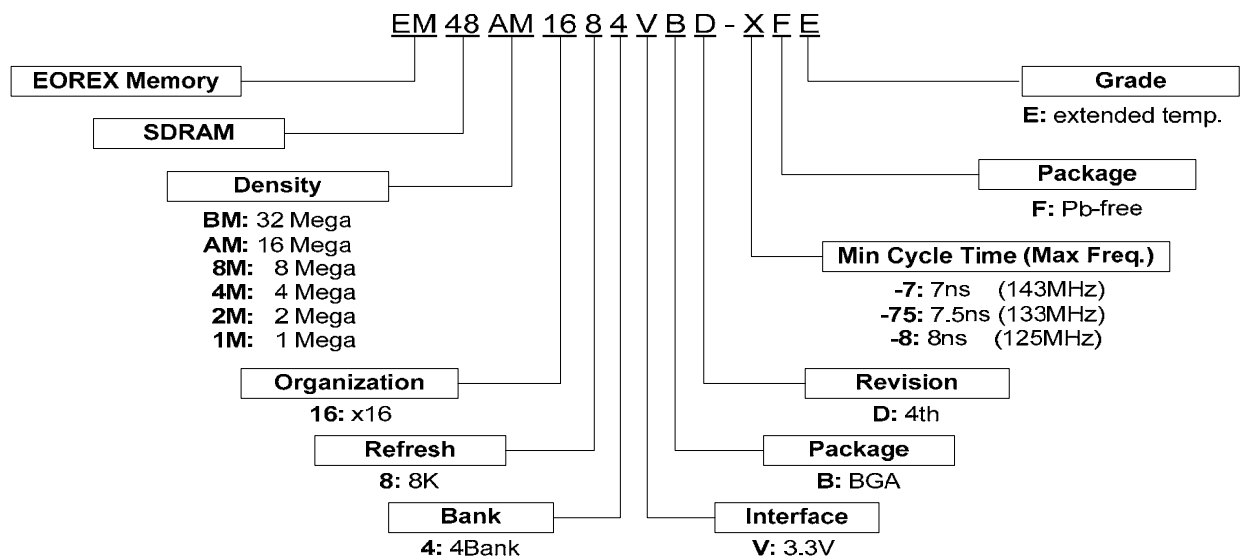 EM 48 AM 16 8 4 V B D - X F E
EOREX Memory
Grade
E: extended temp.
SDRAM
Density
BM: 32 Mega
AM: 16 Mega
8M: 8 Mega
4M: 4 Mega
2M: 2 Mega
1M: 1 Mega
Package
F: Pb-free
Min Cycle Time (Max Freq.)
-7: 7ns (143MHz)
-75: 7.5ns (133MHz)
-8: 8ns (125MHz)
Organization
16: x16
Revision
D: 4th
Refresh
8: 8K
Package
B: BGA
Bank
4: 4Bank
Interface
V: 3.3V